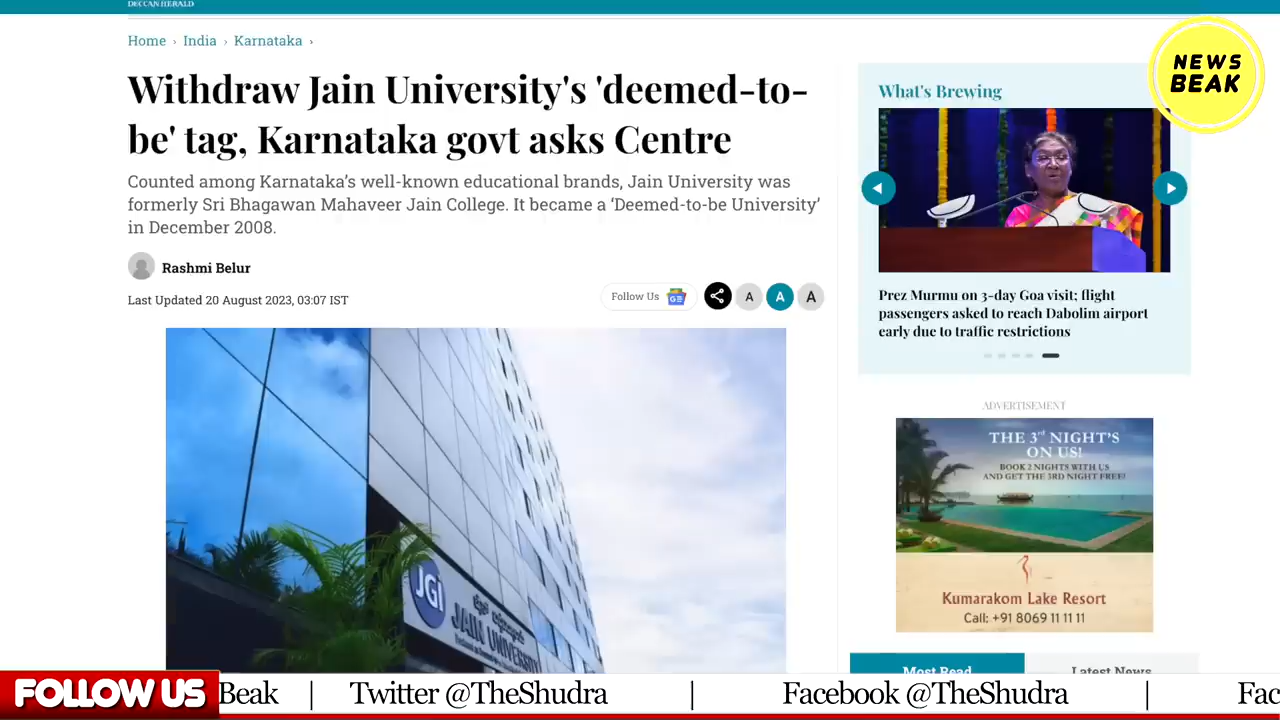 DECCAN HERALD
Home › India › Karnataka ›
Withdraw Jain University's 'deemed-to-
be' tag, Karnataka govt asks Centre
Counted among Karnataka's well-known educational brands, Jain University was
formerly Sri Bhagawan Mahaveer Jain College. It became a 'Deemed-to-be University'
in December 2008.
Rashmi Belur
Last Updated 20 August 2023, 03:07 IST
Follow Us
A
A
A
JGI
JAIN UNIVERSITY
NEWS
BEAK
What's Brewing
Prez Murmu on 3-day Goa visit; flight
passengers asked to reach Dabolim airport
early due to traffic restrictions
ADVERTISEMENT
THE 3rd NIGHT'S
ON US!
BOOK 2 NIGHTS WITH US
AND GET THE 3RD NIGHT FREE!
Kumarakom Lake Resort
Call: +91 8069 11 11 11
Most Read
Latest News
FOLLOW US
Beak | Twitter @TheShudra | Facebook @TheShudra | Fac